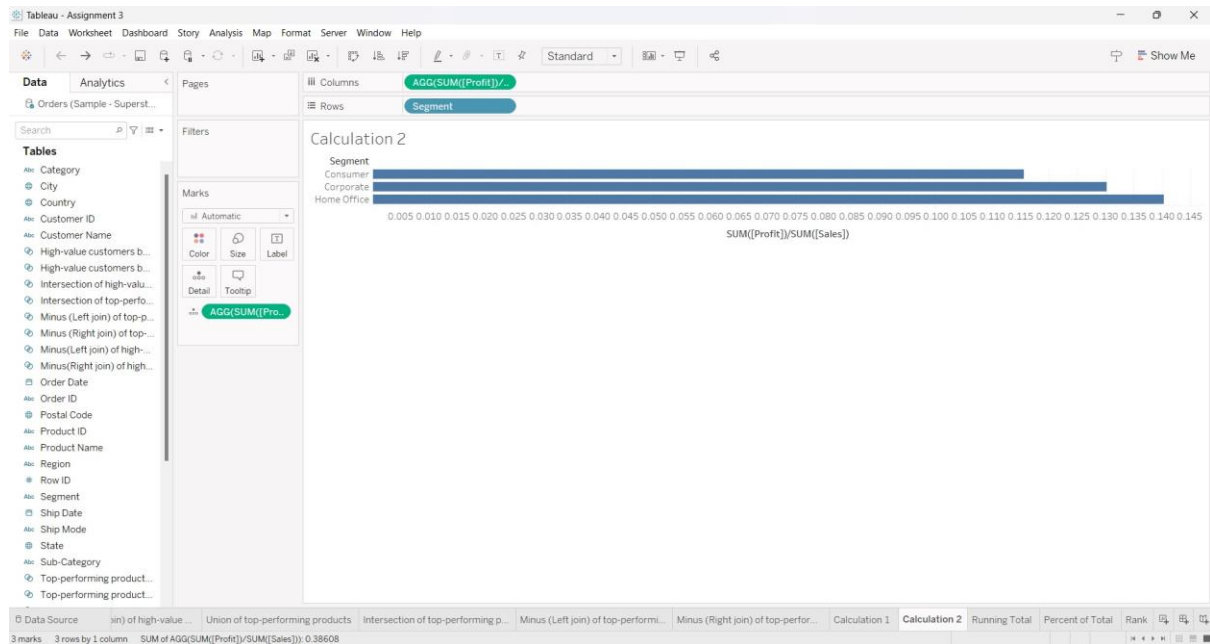 Tableau - Assignment 3
File Data Worksheet Dashboard Story Analysis Map Format Server Window Help
Standard
Show Me
Data Analytics
Orders (Sample - Superst...
Search
Tables
Abc Category
City
Country
Abc Customer ID
Abc Customer Name
High-value customers b...
High-value customers b...
Intersection of high-valu...
Intersection of top-perfo...
Minus (Left join) of top-p...
Minus (Right join) of top-...
Minus(Left join) of high-...
Minus(Right join) of high...
Order Date
Abc Order ID
Postal Code
Abc Product ID
Abc Product Name
Abc Region
# Row ID
Abc Segment
Ship Date
Abc Ship Mode
State
Abc Sub-Category
Top-performing product...
Top-performing product...
Pages
Filters
Marks
Automatic
Color Size Label
Detail Tooltip
AGG(SUM([Pro..
Columns AGG(SUM([Profit])/..
Rows Segment
Calculation 2
Segment
Consumer
Corporate
Home Office
0.005 0.010 0.015 0.020 0.025 0.030 0.035 0.040 0.045 0.050 0.055 0.060 0.065 0.070 0.075 0.080 0.085 0.090 0.095 0.100 0.105 0.110 0.115 0.120 0.125 0.130 0.135 0.140 0.145
SUM([Profit])/SUM([Sales])
Data Source oin) of high-value ... Union of top-performing products Intersection of top-performing p... Minus (Left join) of top-performi... Minus (Right join) of top-perfor... Calculation 1 Calculation 2 Running Total Percent of Total Rank
3 marks 3 rows by 1 column SUM of AGG(SUM([Profit])/SUM([Sales])): 0.38608